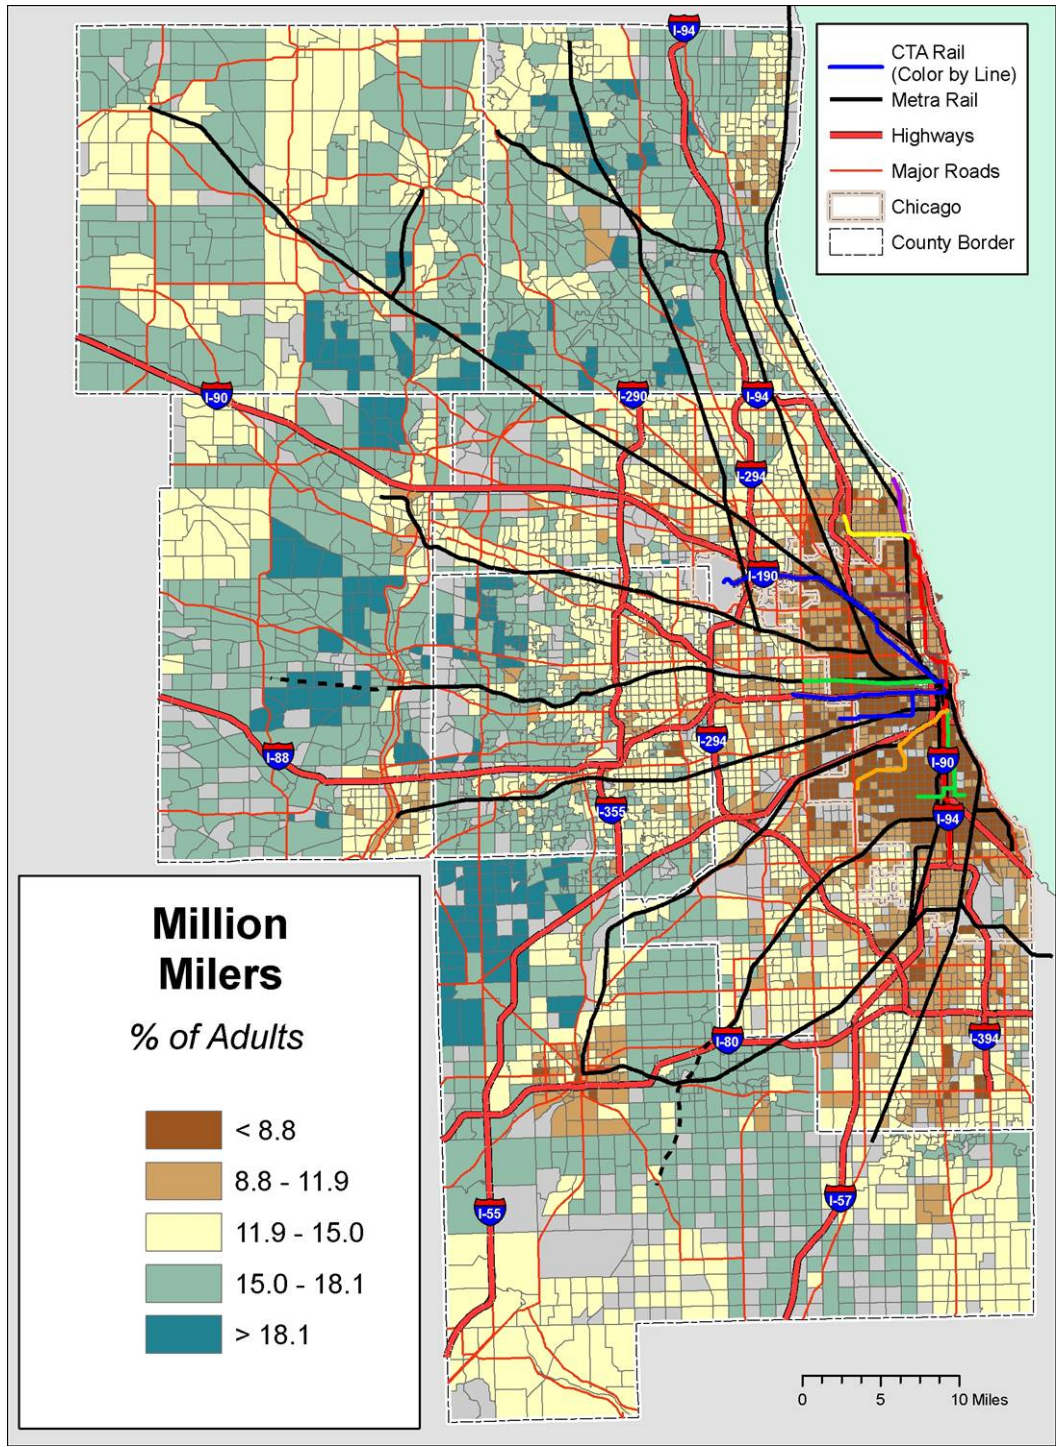 I-94
CTA Rail
(Color by Line)
Metra Rail
Highways
Major Roads
Chicago
County Border
I-90
I-290
I-94
I-294
I-190
I-294
I-88
I-90
I-355
I-94
Million
Milers
% of Adults
I-80
I-394
< 8.8
8.8 - 11.9
11.9 - 15.0
15.0 - 18.1
> 18.1
I-55
I-57
0 5 10 Miles